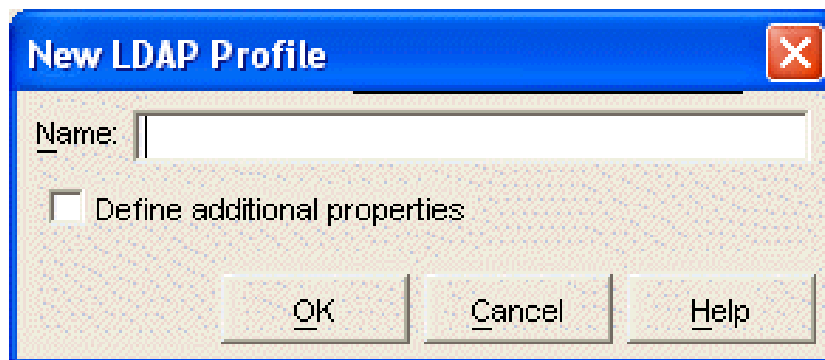 New LDAP Profile
Name:
Define additional properties
OK Cancel Help